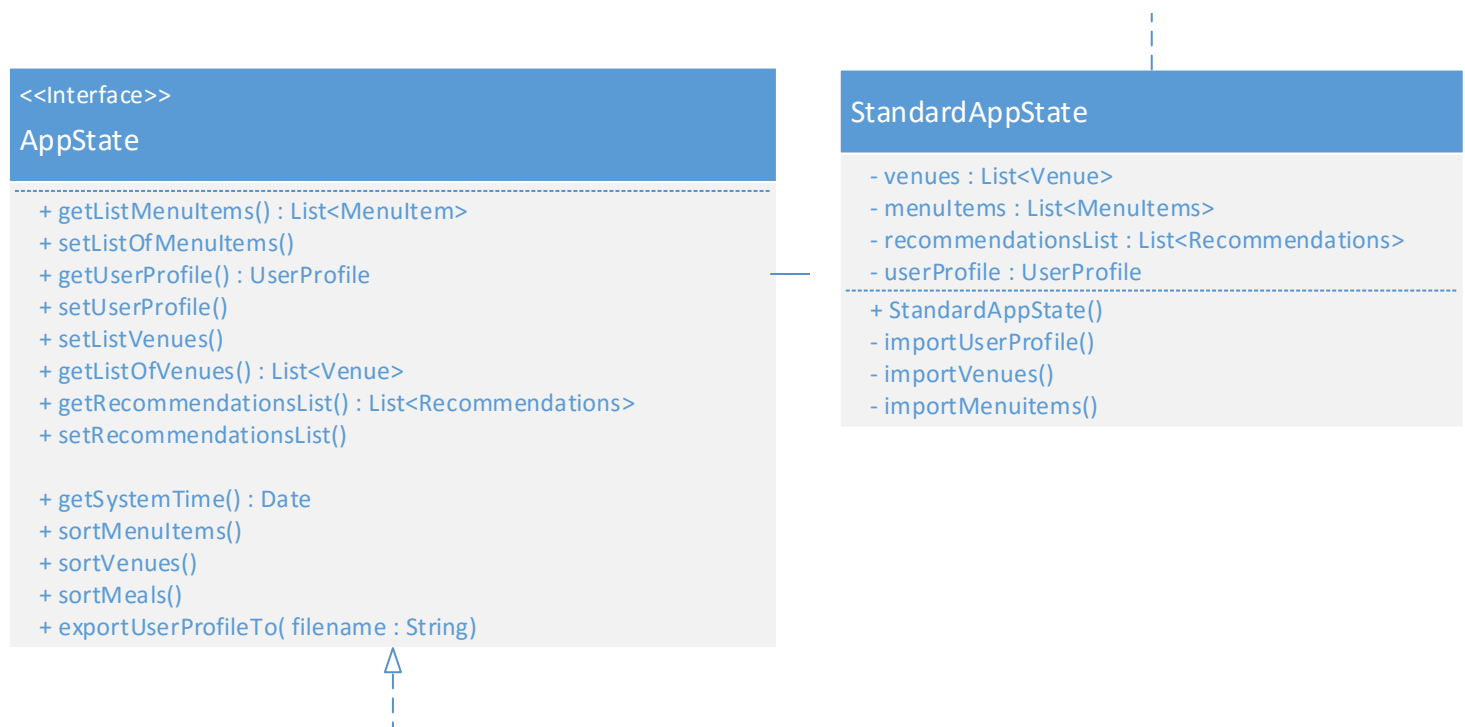 <<Interface>>
AppState
+ getListMenuItems() : List<MenuItem>
+ setListOfMenuItems()
+ getUserProfile() : UserProfile
+ setUserProfile()
+ setListVenues()
+ getListOfVenues() : List<Venue>
+ getRecommendationsList() : List<Recommendations>
+ setRecommendationsList()
+ getSystemTime() : Date
+ sortMenuItems()
+ sortVenues()
+ sortMeals()
+ exportUserProfileTo( filename : String)
StandardAppState
- venues : List<Venue>
- menuItems : List<MenuItems>
- recommendationsList : List<Recommendations>
- userProfile : UserProfile
+ StandardAppState()
- importUserProfile()
- importVenues()
- importMenuitems()